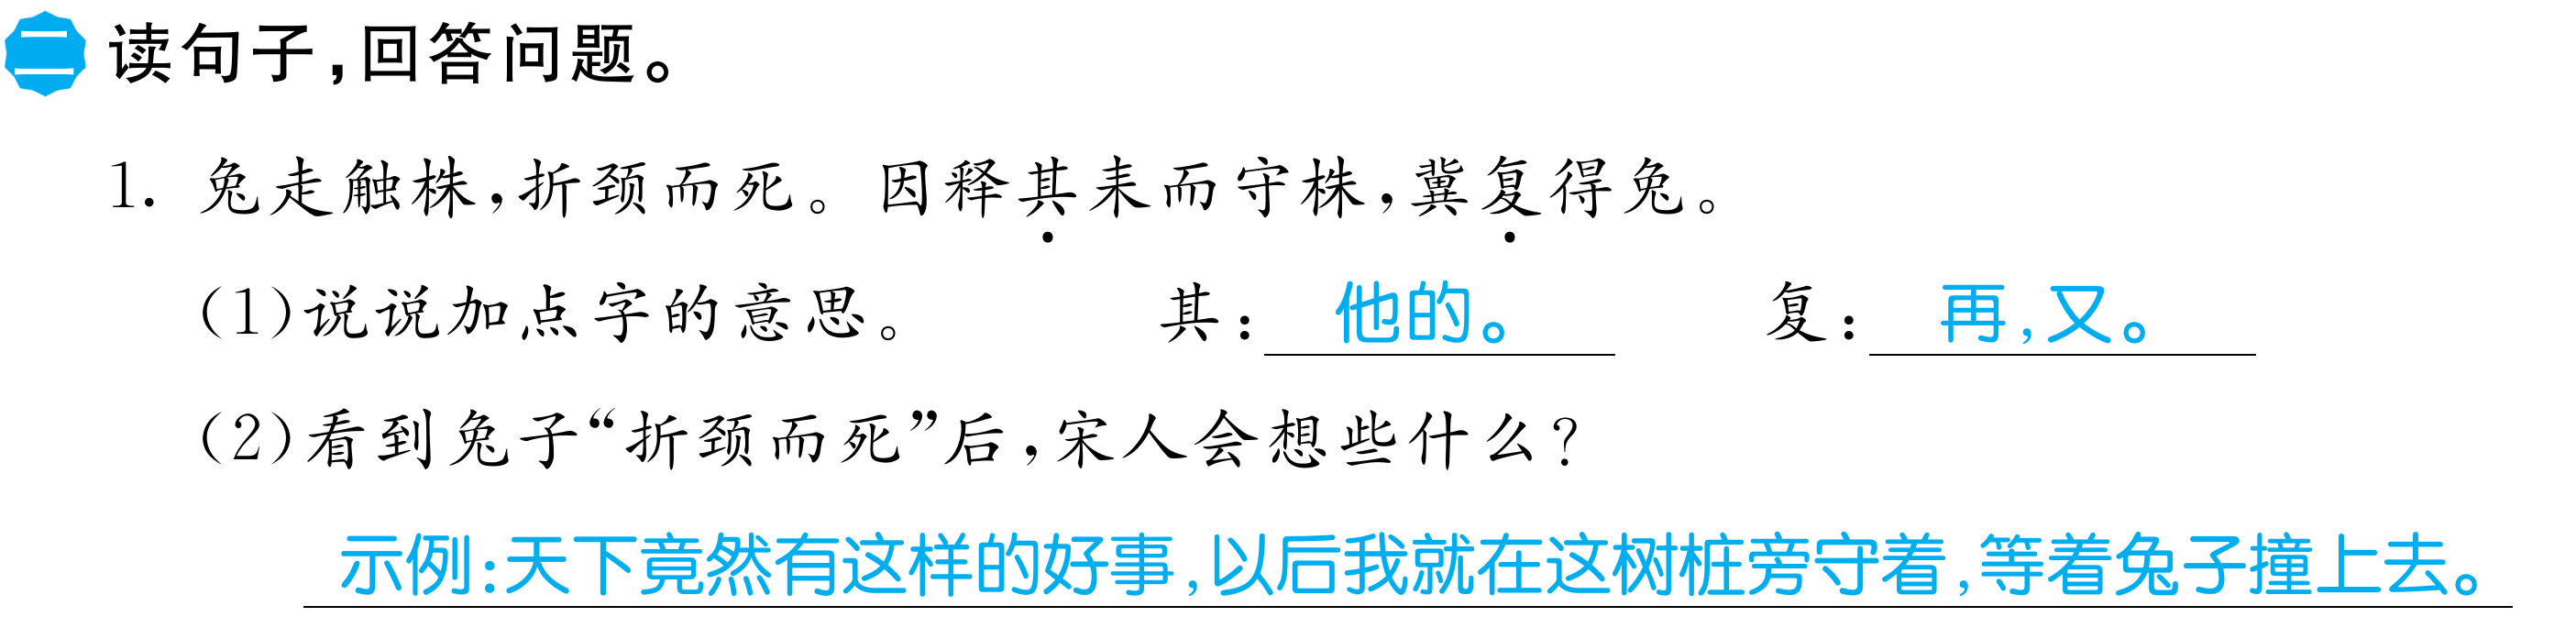 二 读句子,回答问题。
1. 兔走触株,折颈而死。因释其耒而守株,冀复得兔。
(1)说说加点字的意思。 其:他的。 复:再,又。
(2)看到兔子“折颈而死”后,宋人会想些什么?
示例:天下竟然有这样的好事,以后我就在这树桩旁守着,等着兔子撞上去。